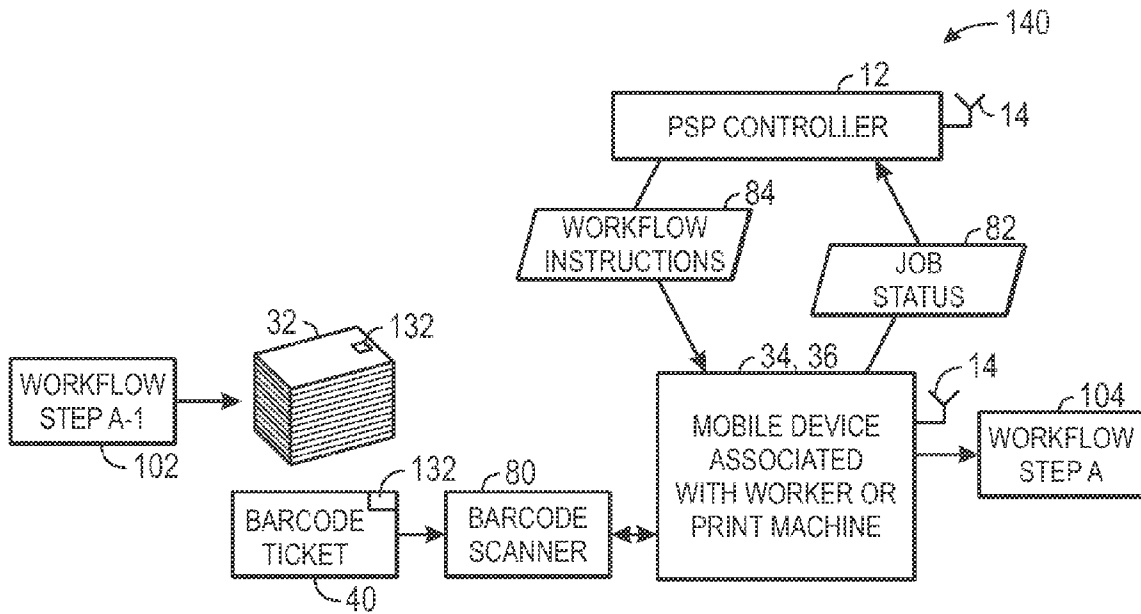 140
12
PSP CONTROLLER
14
84
WORKFLOW
INSTRUCTIONS
82
JOB
STATUS
32
132
34, 36
14
104
WORKFLOW
STEP A-1
102
MOBILE DEVICE
ASSOCIATED
WITH WORKER OR
PRINT MACHINE
WORKFLOW
STEP A
132
80
BARCODE
TICKET
40
BARCODE
SCANNER